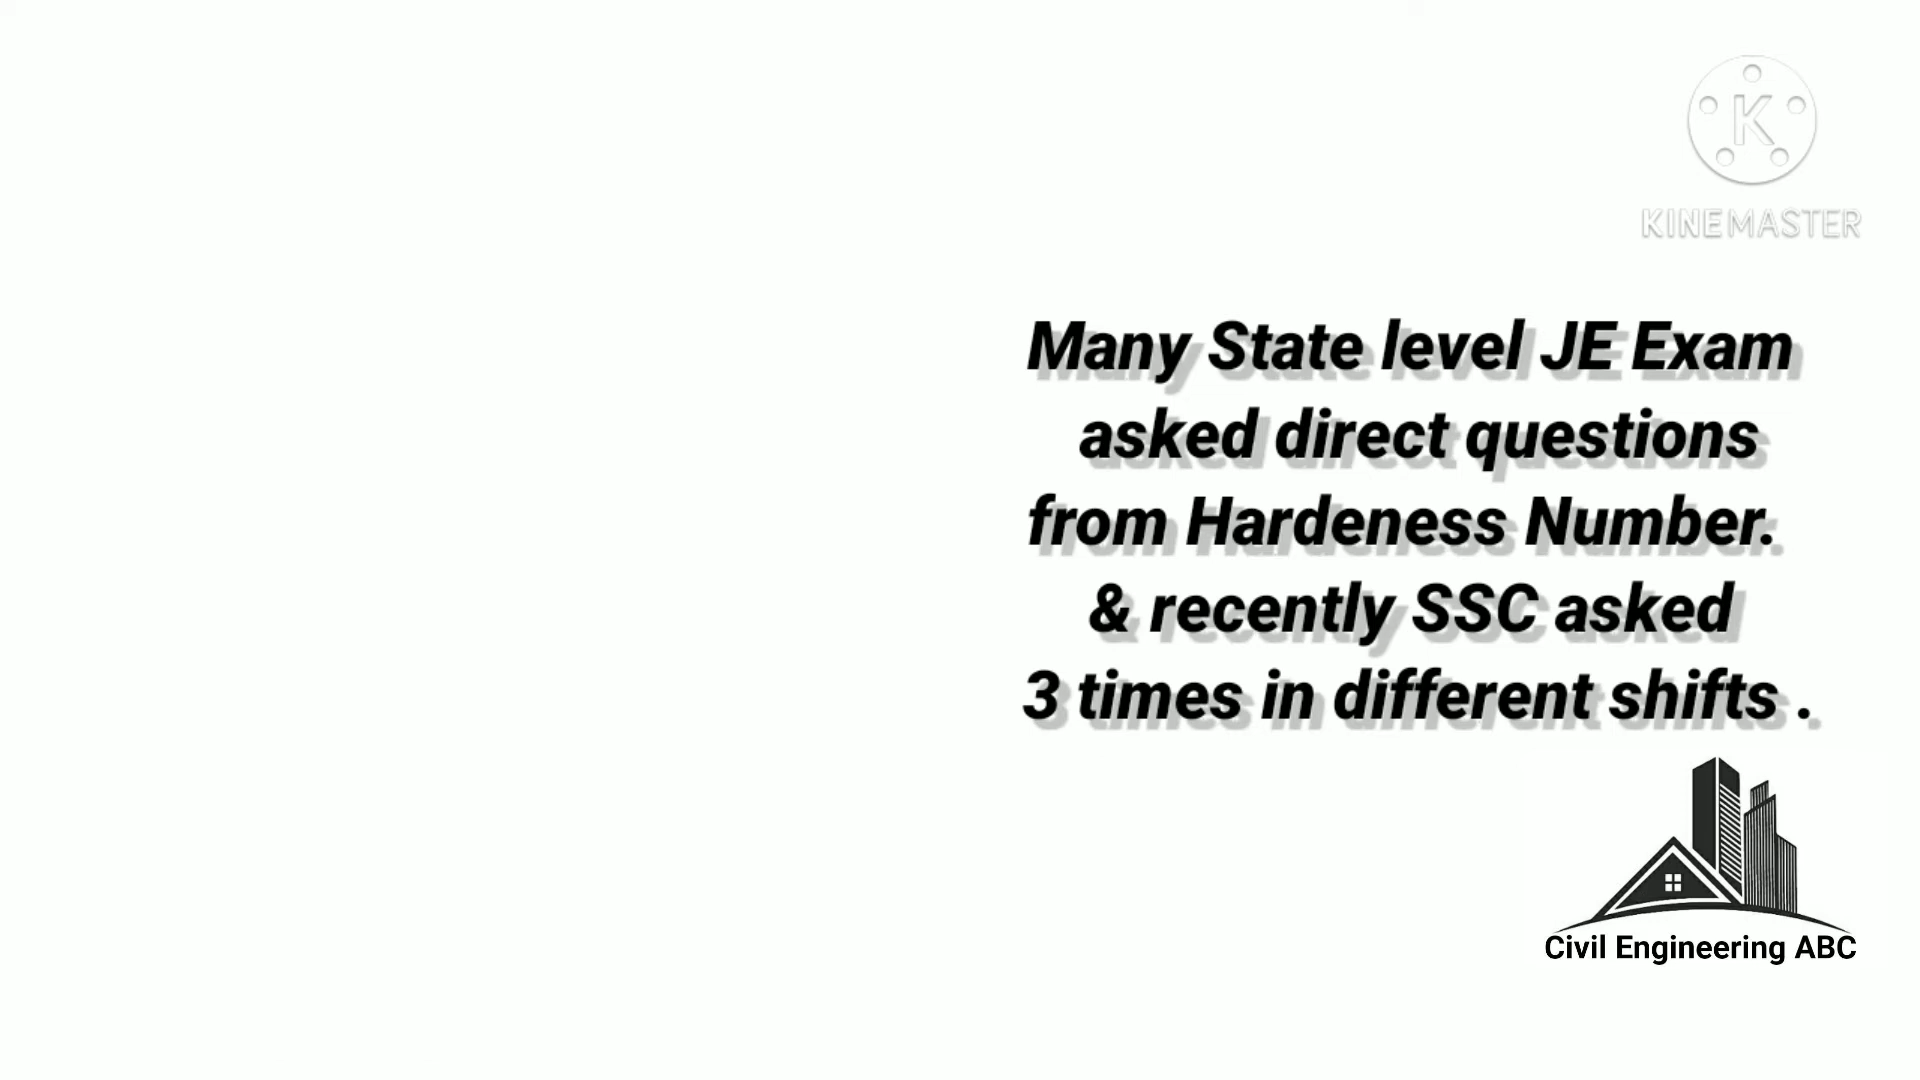 K
KINEMASTER
Many State level JE Exam
asked direct questions
from Hardeness Number.
& recently SSC asked
3 times in different shifts .
Civil Engineering ABC